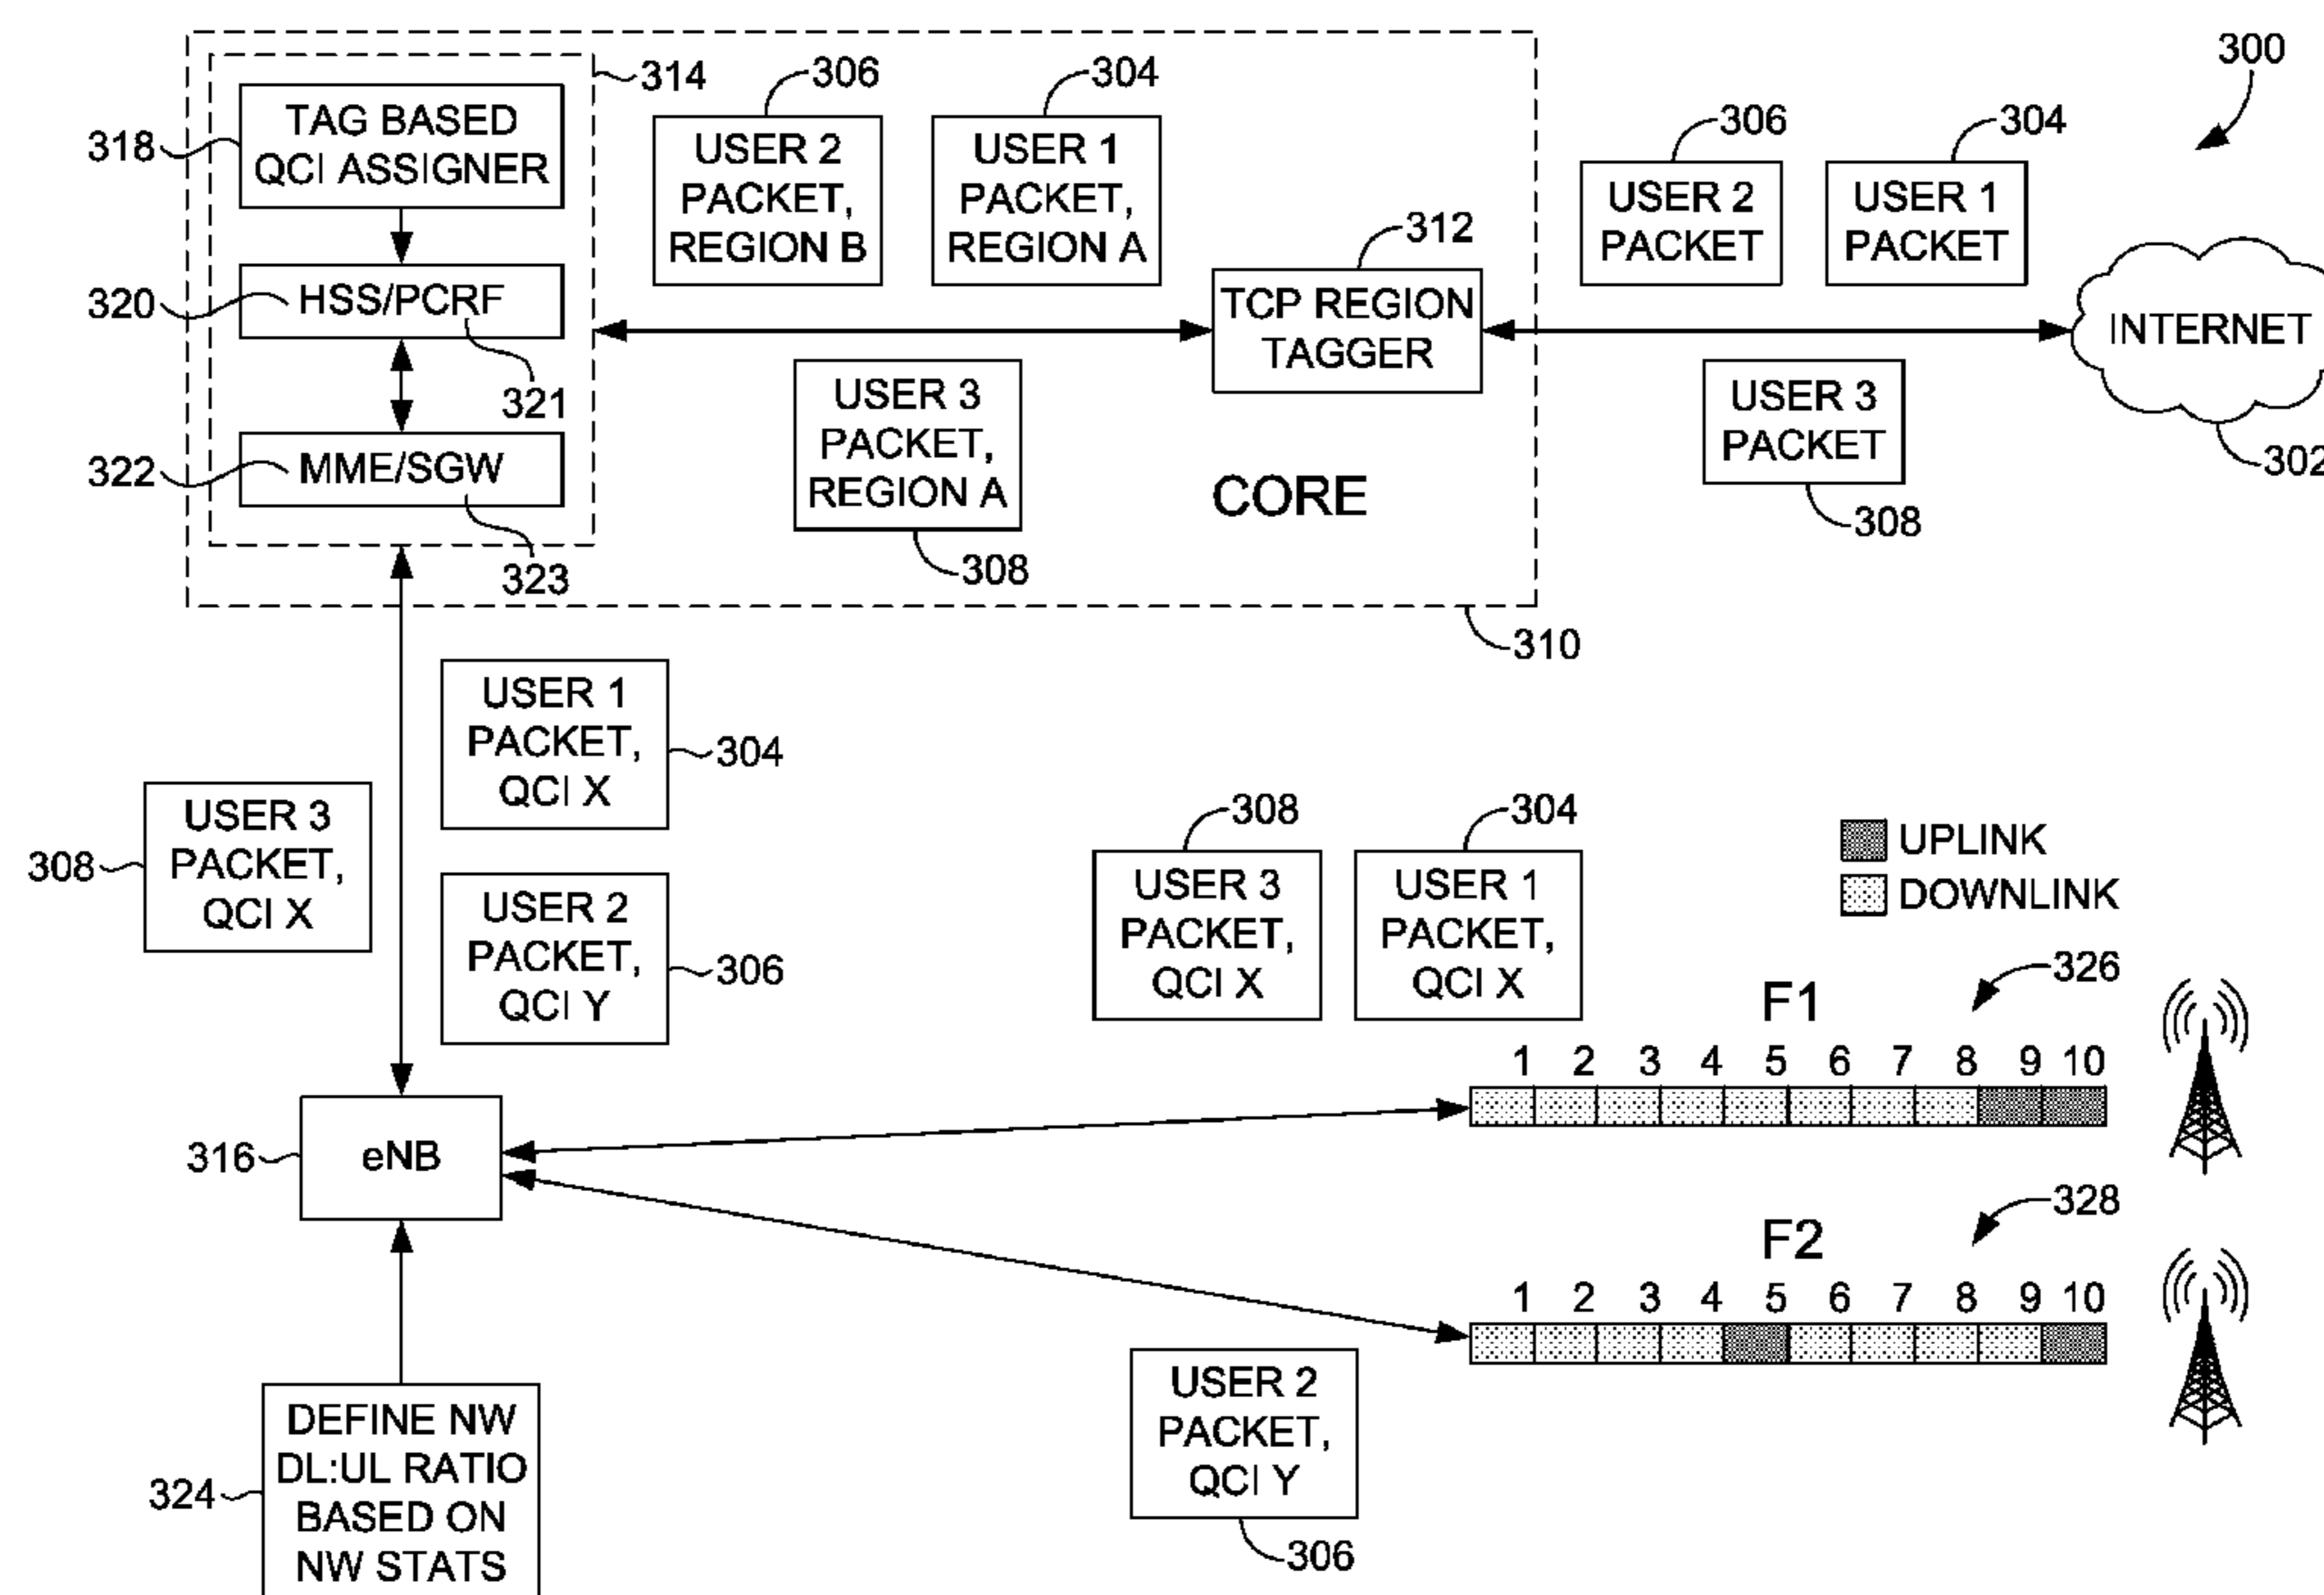 300
314
306
304
306
304
318
TAG BASED
QCI ASSIGNER
USER 2
PACKET,
REGION B
USER 1
PACKET,
REGION A
USER 2
PACKET
USER 1
PACKET
312
320
HSS/PCRF
321
TCP REGION
TAGGER
INTERNET
302
322
MME/SGW
323
USER 3
PACKET,
REGION A
308
CORE
USER 3
PACKET
308
310
USER 1
PACKET,
QCI X
304
308
USER 3
PACKET,
QCI X
USER 2
PACKET,
QCI Y
306
308
304
USER 3
PACKET,
QCI X
USER 1
PACKET,
QCI X
UPLINK
DOWNLINK
326
F1
1 2 3 4 5 6 7 8 9 10
316
eNB
328
F2
1 2 3 4 5 6 7 8 9 10
USER 2
PACKET,
QCI Y
306
324
DEFINE NW
DL:UL RATIO
BASED ON
NW STATS